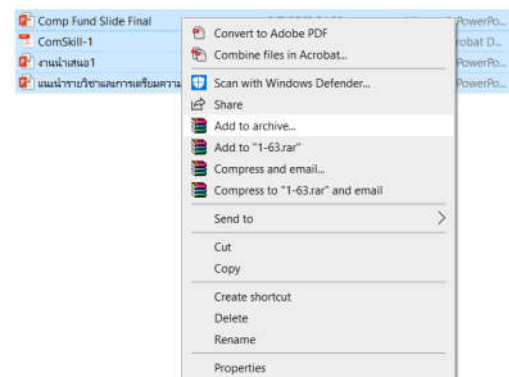 Comp Fund Slide Final
PowerPo...
ComSkill-1
robat D...
งานนำเสนอ1
PowerPo...
แนะนำรายวิชาและการเตรียมความ
PowerPo...
Convert to Adobe PDF
Combine files in Acrobat...
Scan with Windows Defender...
Share
Add to archive...
Add to "1-63.rar"
Compress and email...
Compress to "1-63.rar" and email
Send to
Cut
Copy
Create shortcut
Delete
Rename
Properties